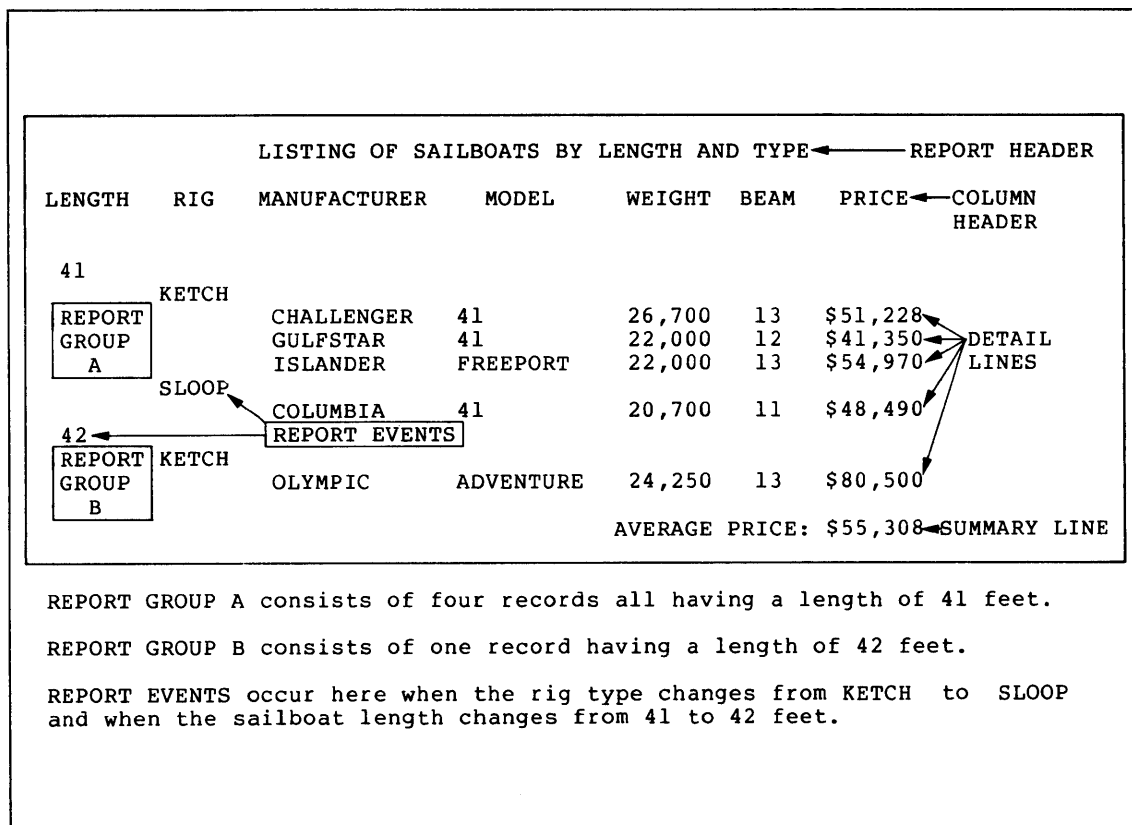 LISTING OF SAILBOATS BY LENGTH AND TYPE REPORT HEADER
LENGTH RIG MANUFACTURER MODEL WEIGHT BEAM PRICE COLUMN
HEADER
41
KETCH
REPORT CHALLENGER 41 26,700 13 $51,228
GROUP GULFSTAR 41 22,000 12 $41,350 DETAIL
A ISLANDER FREEPORT 22,000 13 $54,970 LINES
SLOOP
COLUMBIA 41 20,700 11 $48,490
42 REPORT EVENTS
REPORT KETCH
GROUP OLYMPIC ADVENTURE 24,250 13 $80,500
B
AVERAGE PRICE: $55,308 SUMMARY LINE
REPORT GROUP A consists of four records all having a length of 41 feet.
REPORT GROUP B consists of one record having a length of 42 feet.
REPORT EVENTS occur here when the rig type changes from KETCH to SLOOP
and when the sailboat length changes from 41 to 42 feet.